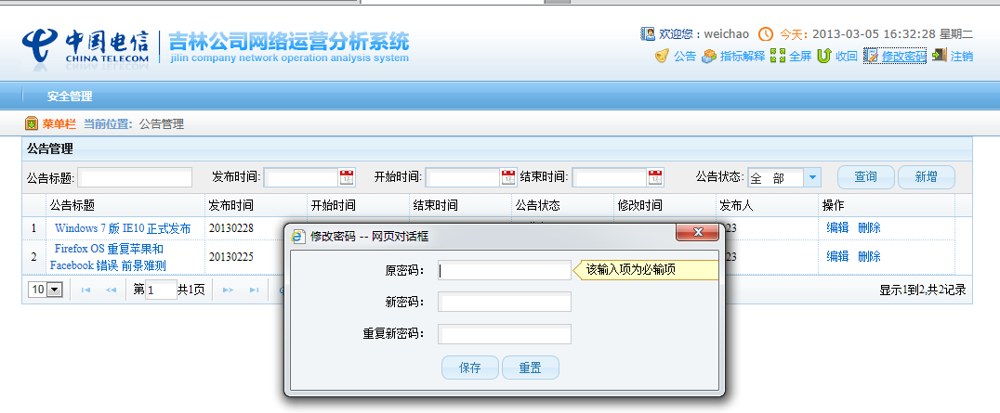 中国电信
CHINA TELECOM
吉林公司网络运营分析系统
jilin company network operation analysis system
欢迎您：weichao 今天：2013-03-05 16:32:28 星期二
公告 指标解释 全屏 收回 修改密码 注销
安全管理
菜单栏 当前位置： 公告管理
公告管理
公告标题: 发布时间: 开始时间: 结束时间: 公告状态: 全 部 查询 新增
公告标题 发布时间 开始时间 结束时间 公告状态 修改时间 发布人 操作
1 Windows 7 版 IE10 正式发布 20130228 23 编辑 删除
2 Firefox OS 重复苹果和
Facebook 错误 前景难测 20130225 23 编辑 删除
10 第 1 共1页 显示1到2,共2记录
修改密码 -- 网页对话框
原密码： 该输入项为必输项
新密码：
重复新密码：
保存 重置